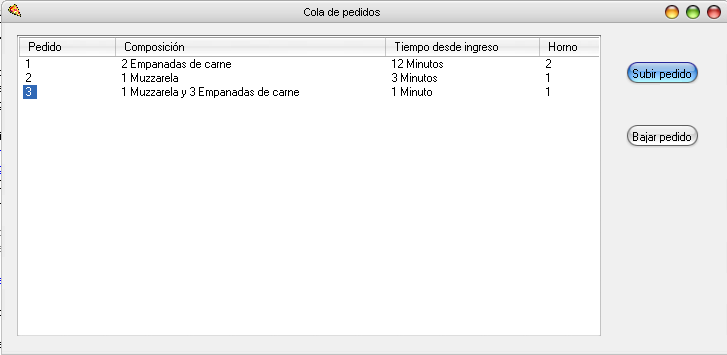 Cola de pedidos
Pedido Composición Tiempo desde ingreso Horno
1 2 Empanadas de carne 12 Minutos 2
2 1 Muzzarela 3 Minutos 1
3 1 Muzzarela y 3 Empanadas de carne 1 Minuto 1
Subir pedido
Bajar pedido